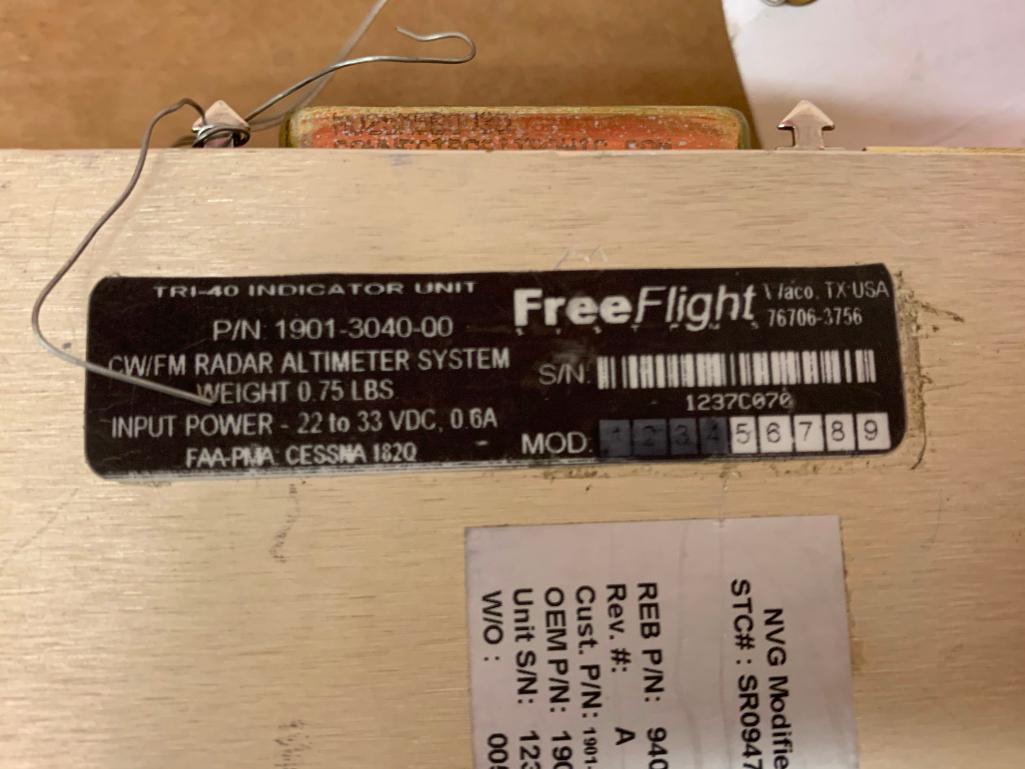 TRI-40 INDICATOR UNIT
P/N: 1901-3040-00
CW/FM RADAR ALTIMETER SYSTEM
WEIGHT 0.75 LBS
INPUT POWER - 22 to 33 VDC, 0.6A
FAA-PMA: CESSNA 182Q
FreeFlight
SYSTEMS
Waco, TX USA
76706-3756
S/N:
1237C070
MOD: 1 2 3 4 5 6 7 8 9
NVG Modifie
STC# : SR0947
REB P/N: 940
Rev. #: A
Cust. P/N: 1901-
OEM P/N: 190
Unit S/N: 123
W/O : 005